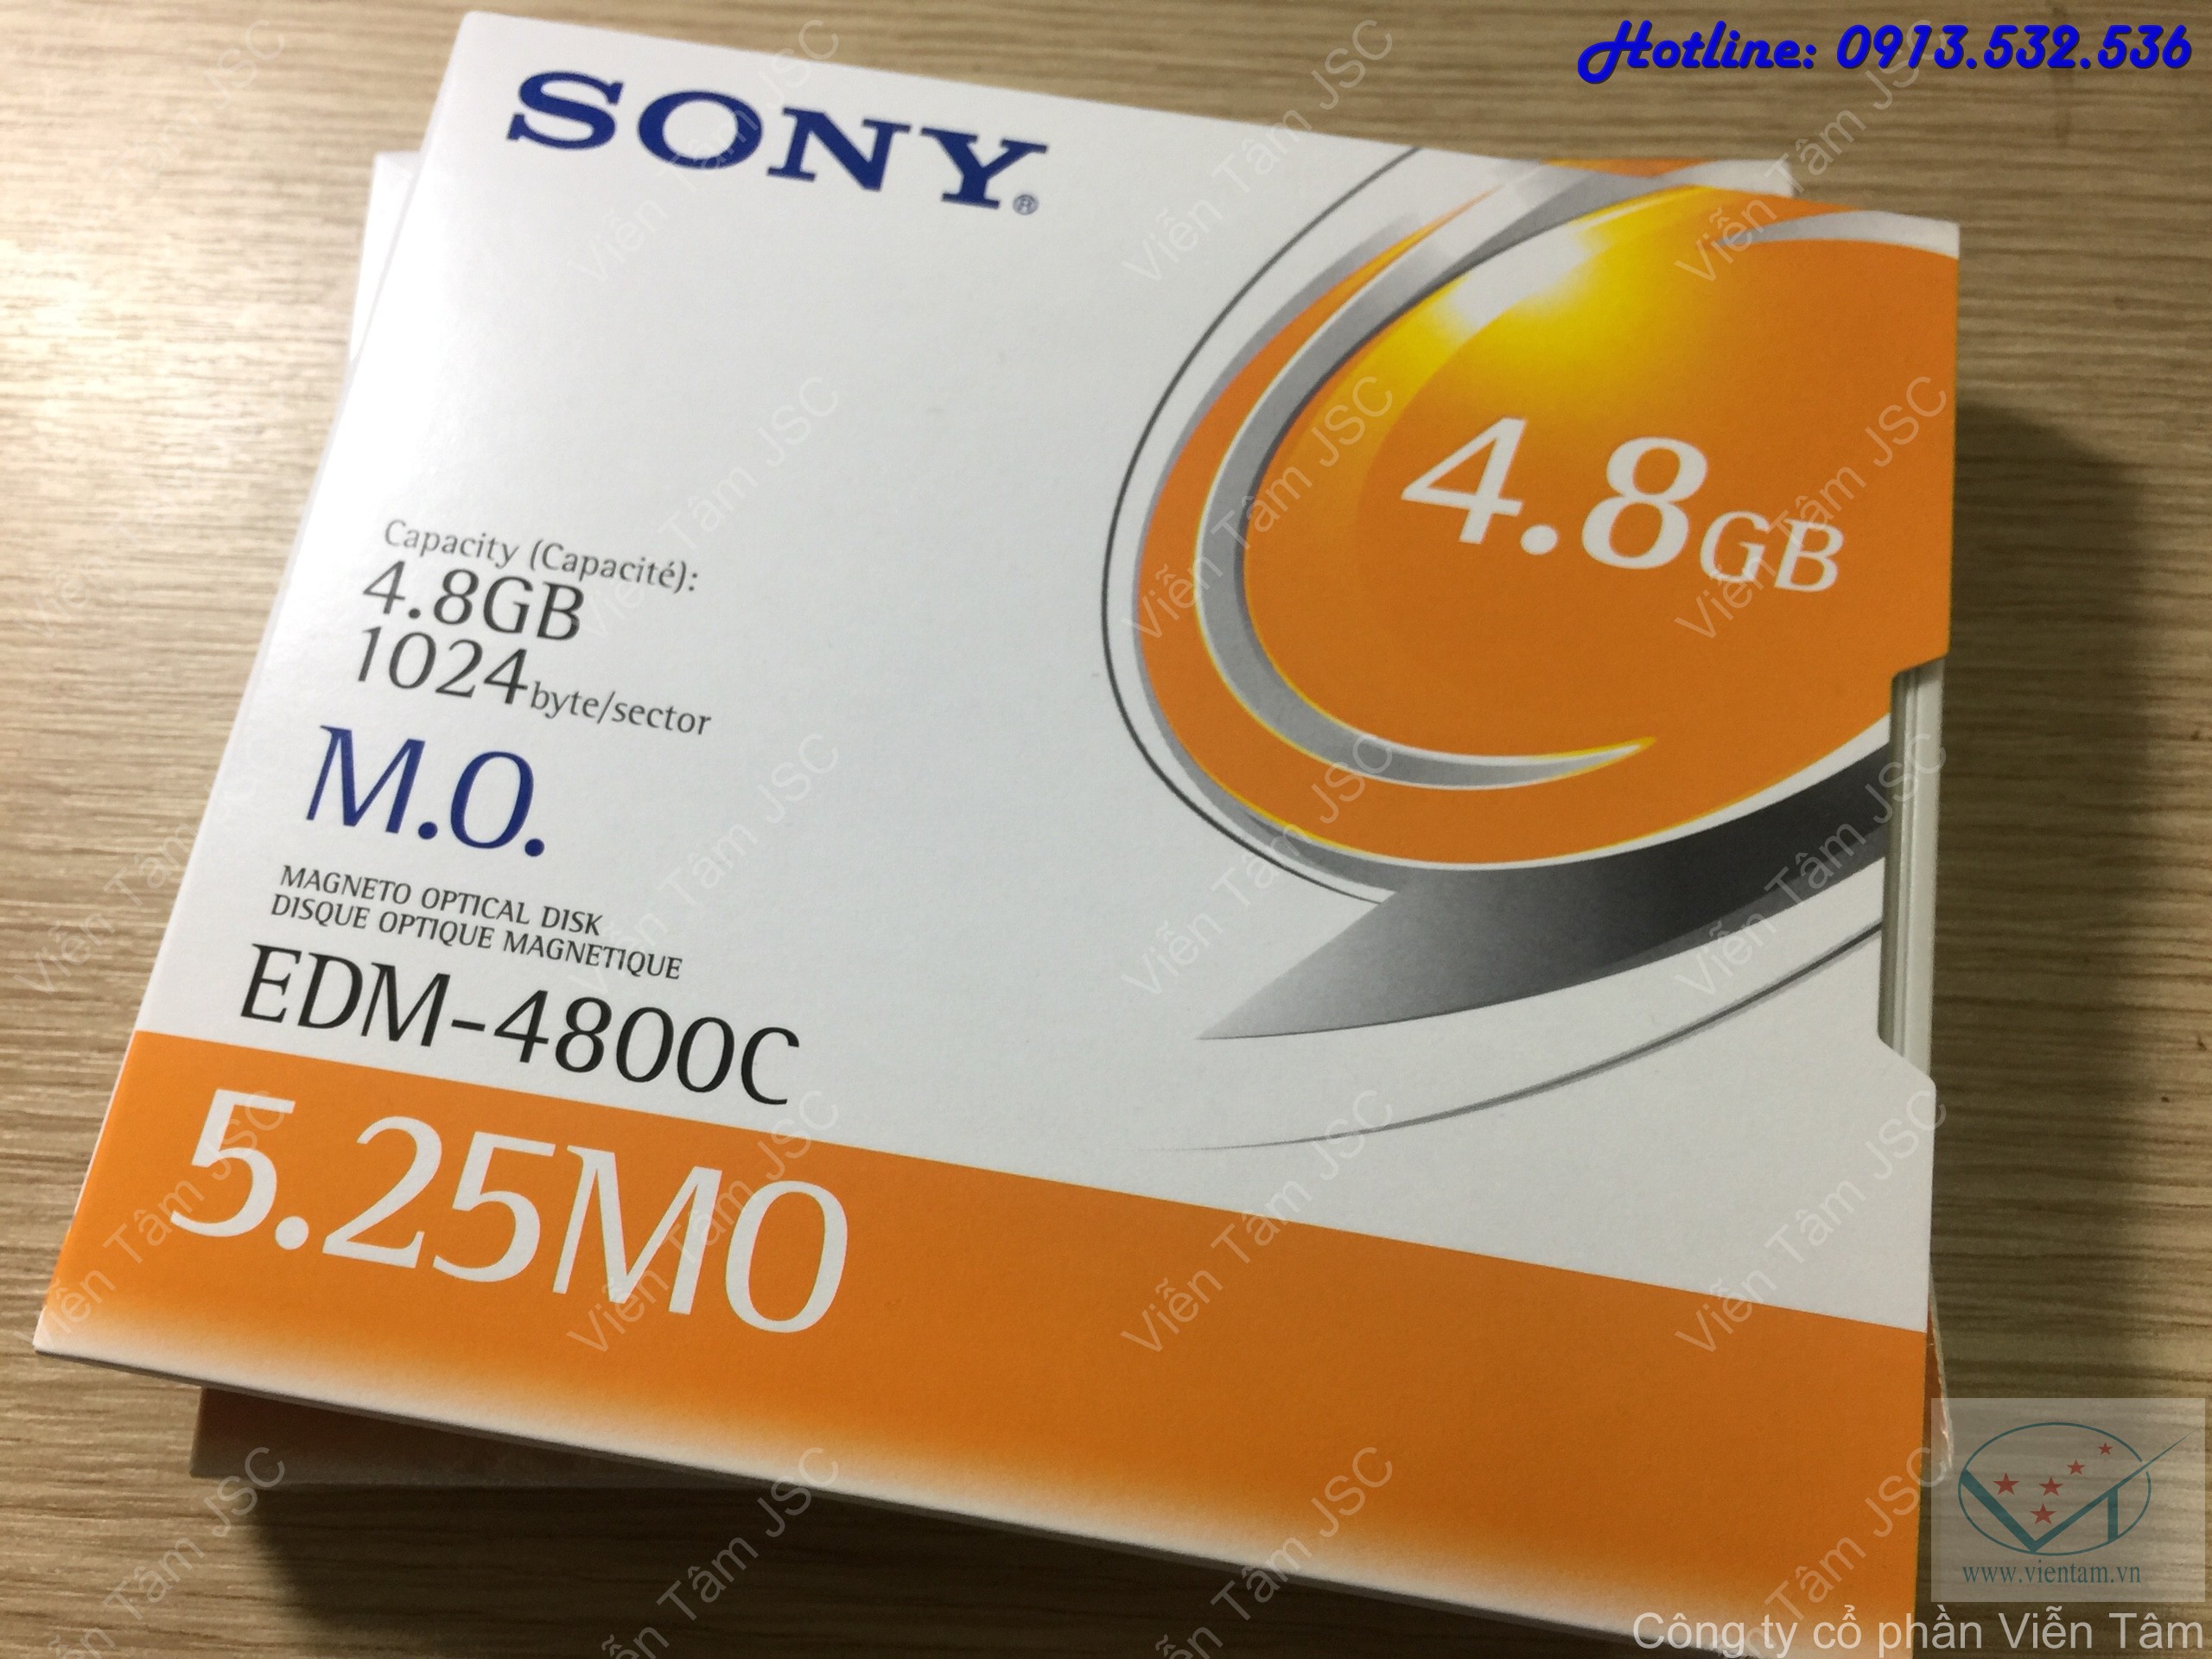 Hotline: 0913.532.536
SONY®
4.8GB
Capacity (Capacité):
4.8GB
1024byte/sector
M.O.
MAGNETO OPTICAL DISK
DISQUE OPTIQUE MAGNETIQUE
EDM-4800C
5.25MO
Viễn Tâm JSC
www.vientam.vn
Công ty cổ phần Viễn Tâm